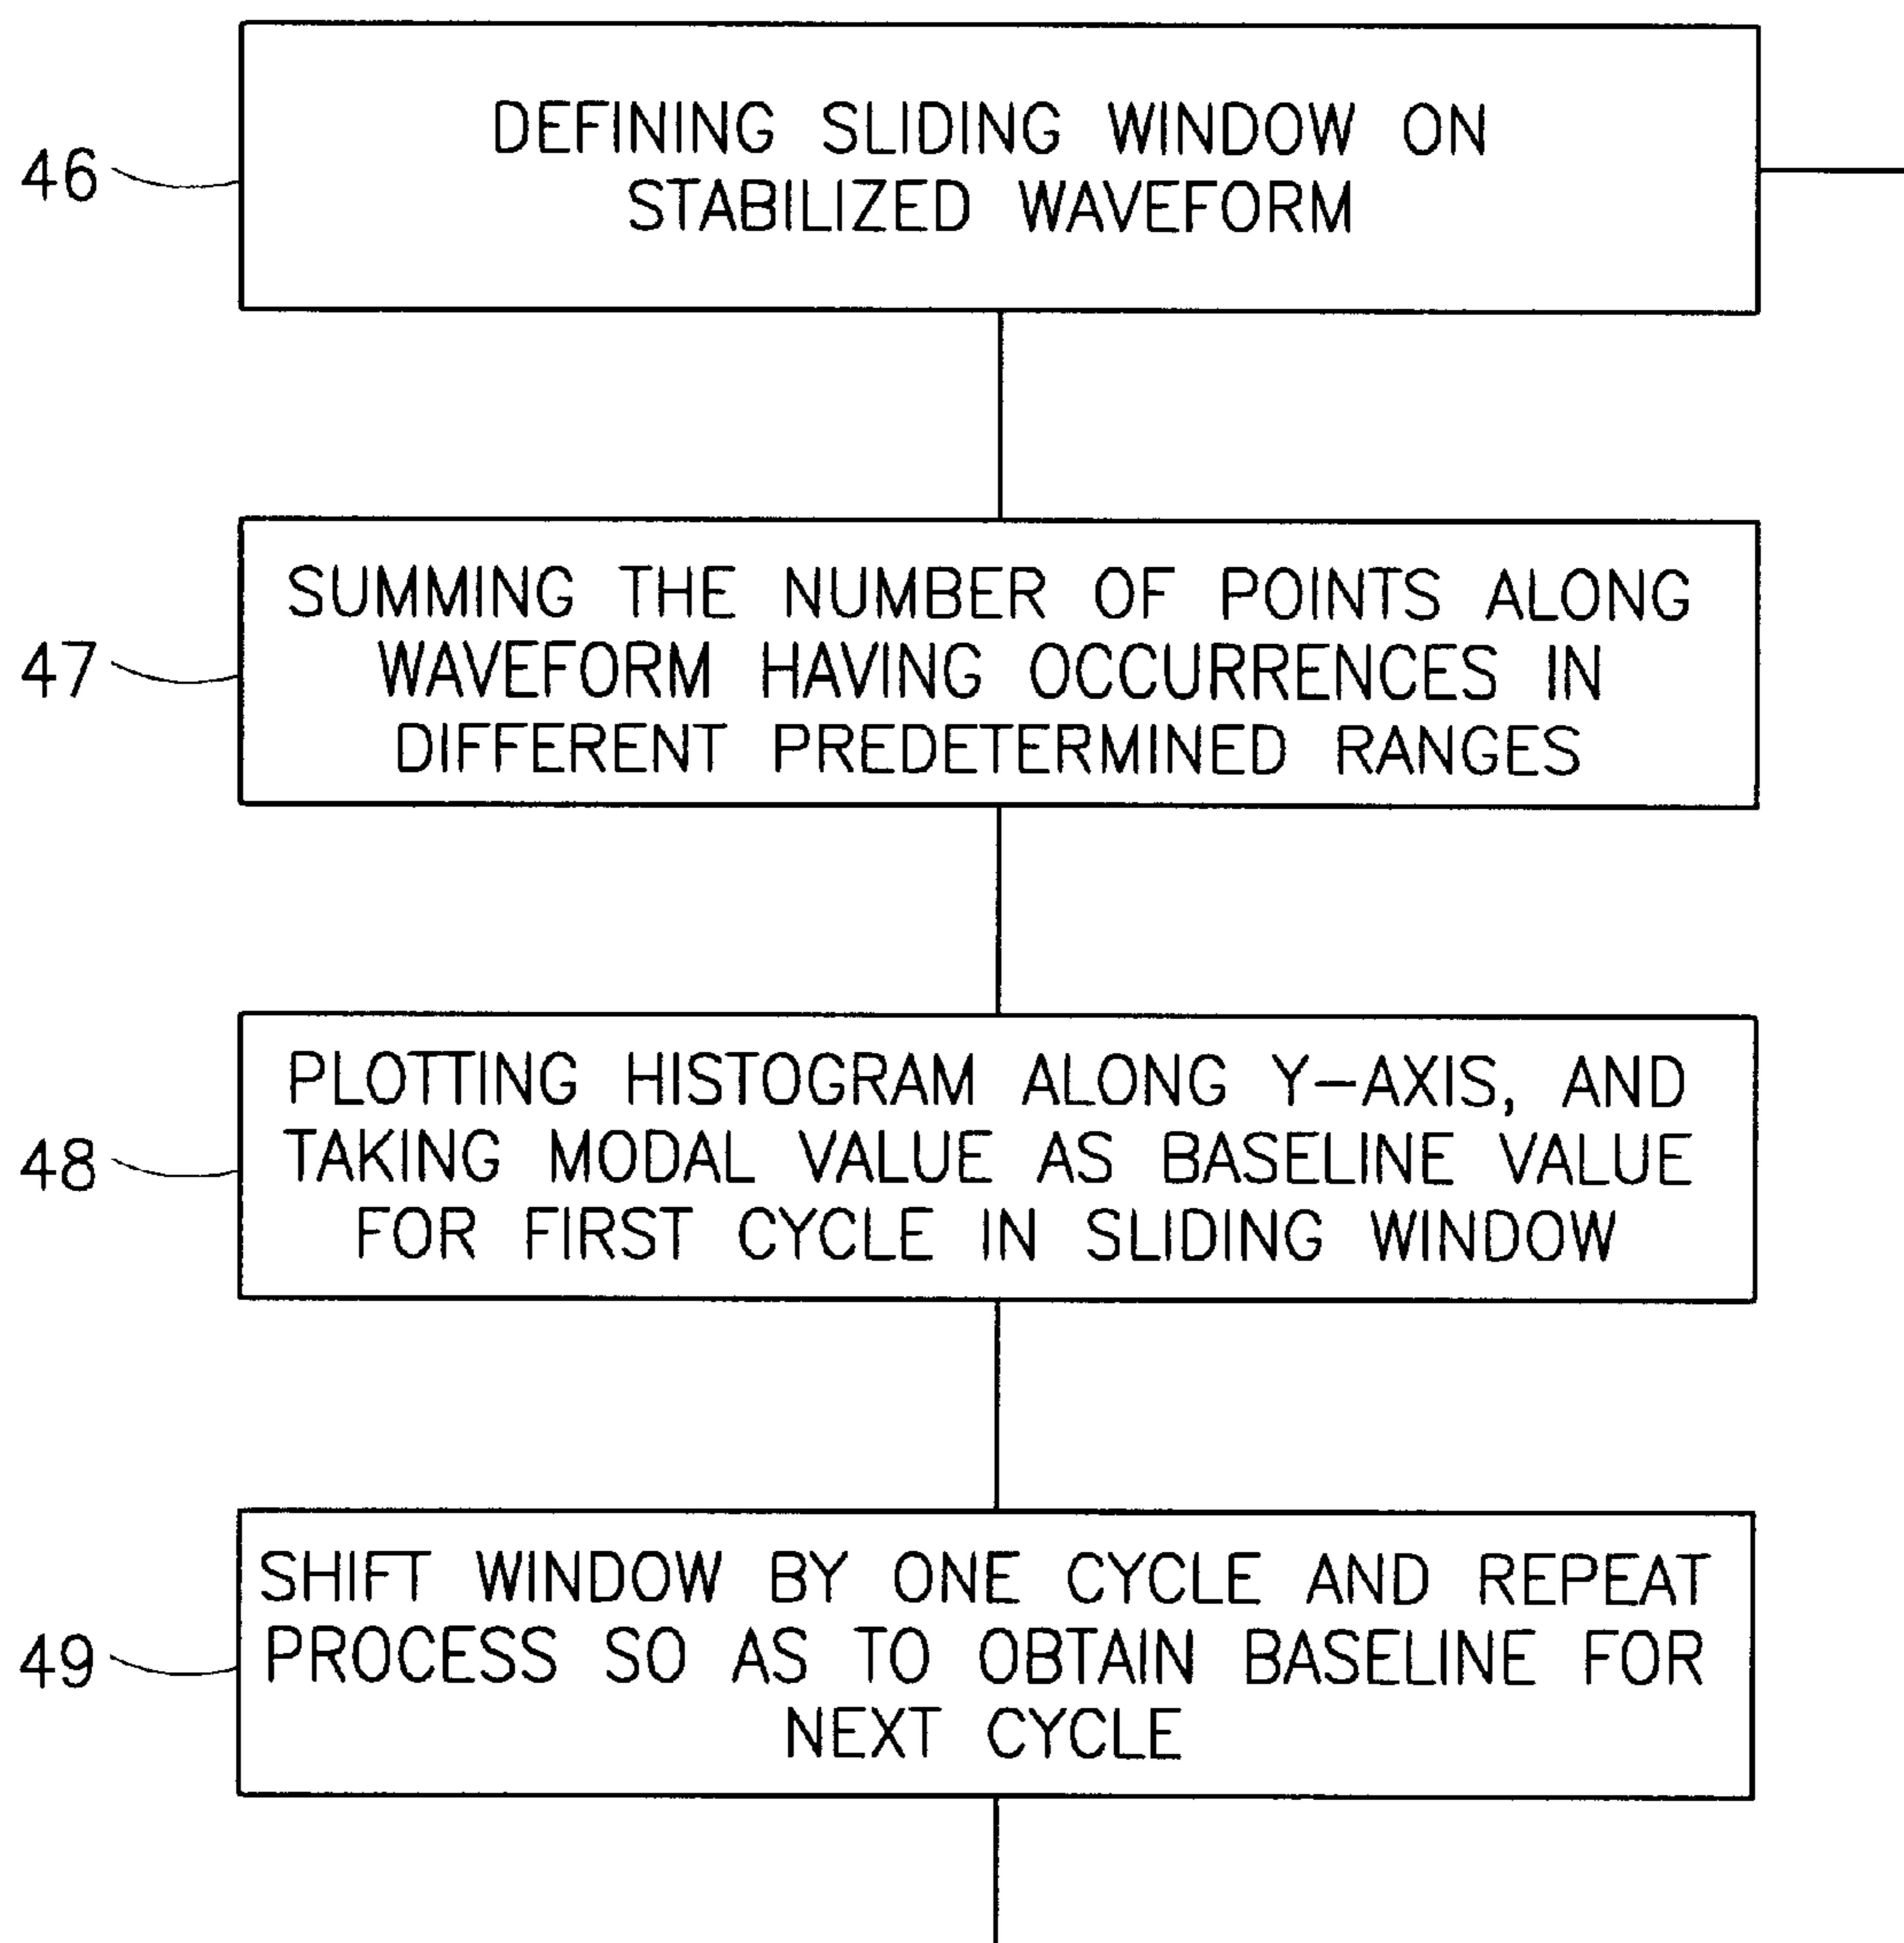 DEFINING SLIDING WINDOW ON
STABILIZED WAVEFORM
46
SUMMING THE NUMBER OF POINTS ALONG
WAVEFORM HAVING OCCURRENCES IN
DIFFERENT PREDETERMINED RANGES
47
PLOTTING HISTOGRAM ALONG Y-AXIS, AND
TAKING MODAL VALUE AS BASELINE VALUE
FOR FIRST CYCLE IN SLIDING WINDOW
48
SHIFT WINDOW BY ONE CYCLE AND REPEAT
PROCESS SO AS TO OBTAIN BASELINE FOR
NEXT CYCLE
49